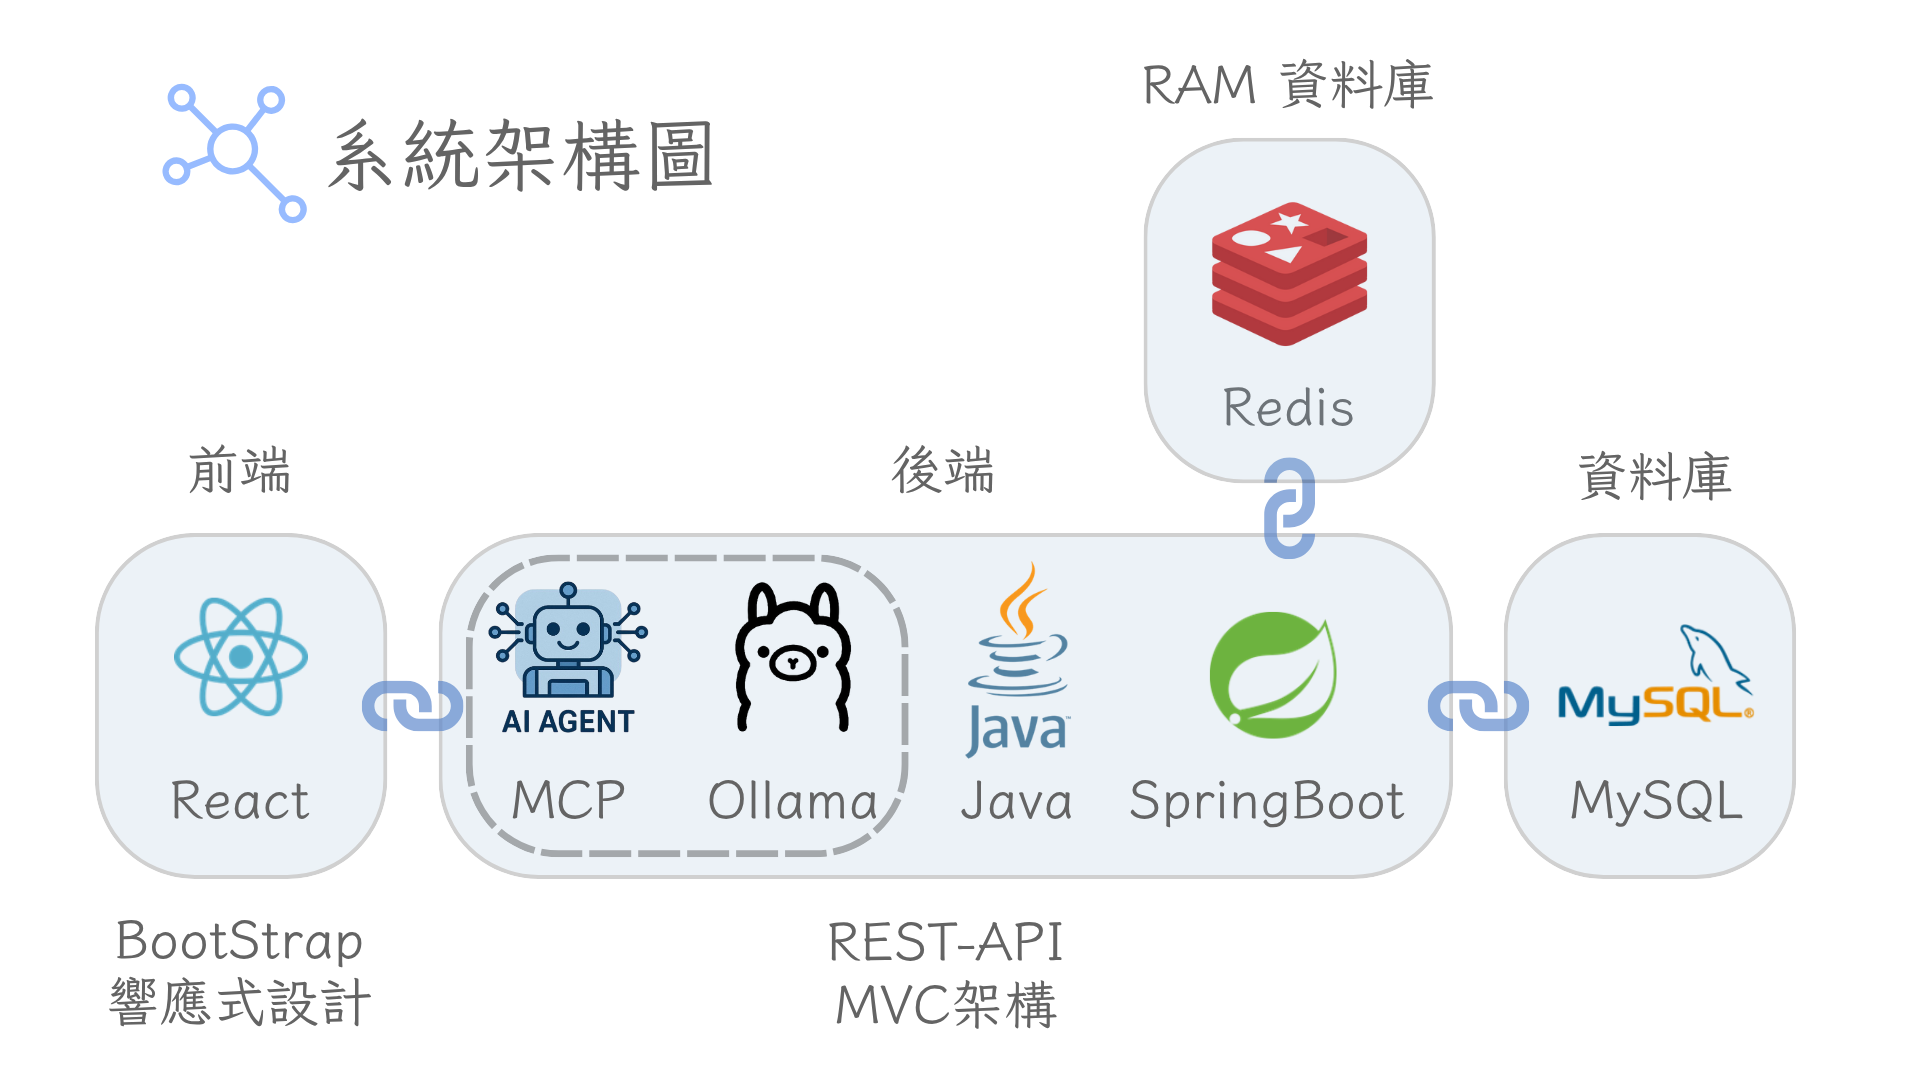 系統架構圖
RAM 資料庫
Redis
前端
React
BootStrap
響應式設計
後端
AI AGENT
MCP
Ollama
Java™
Java
SpringBoot
REST-API
MVC架構
資料庫
MySQL®
MySQL